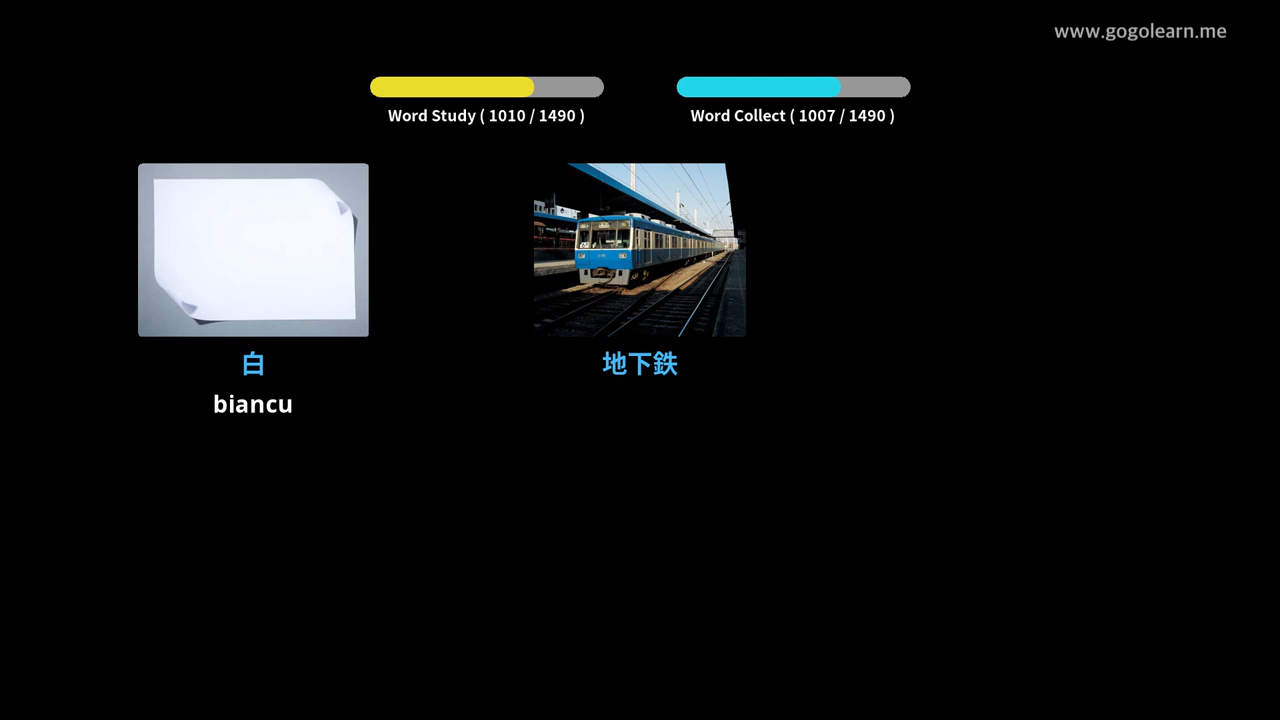 www.gogolearn.me
Word Study ( 1010 / 1490 )
Word Collect ( 1007 / 1490 )
白
biancu
地下鉄